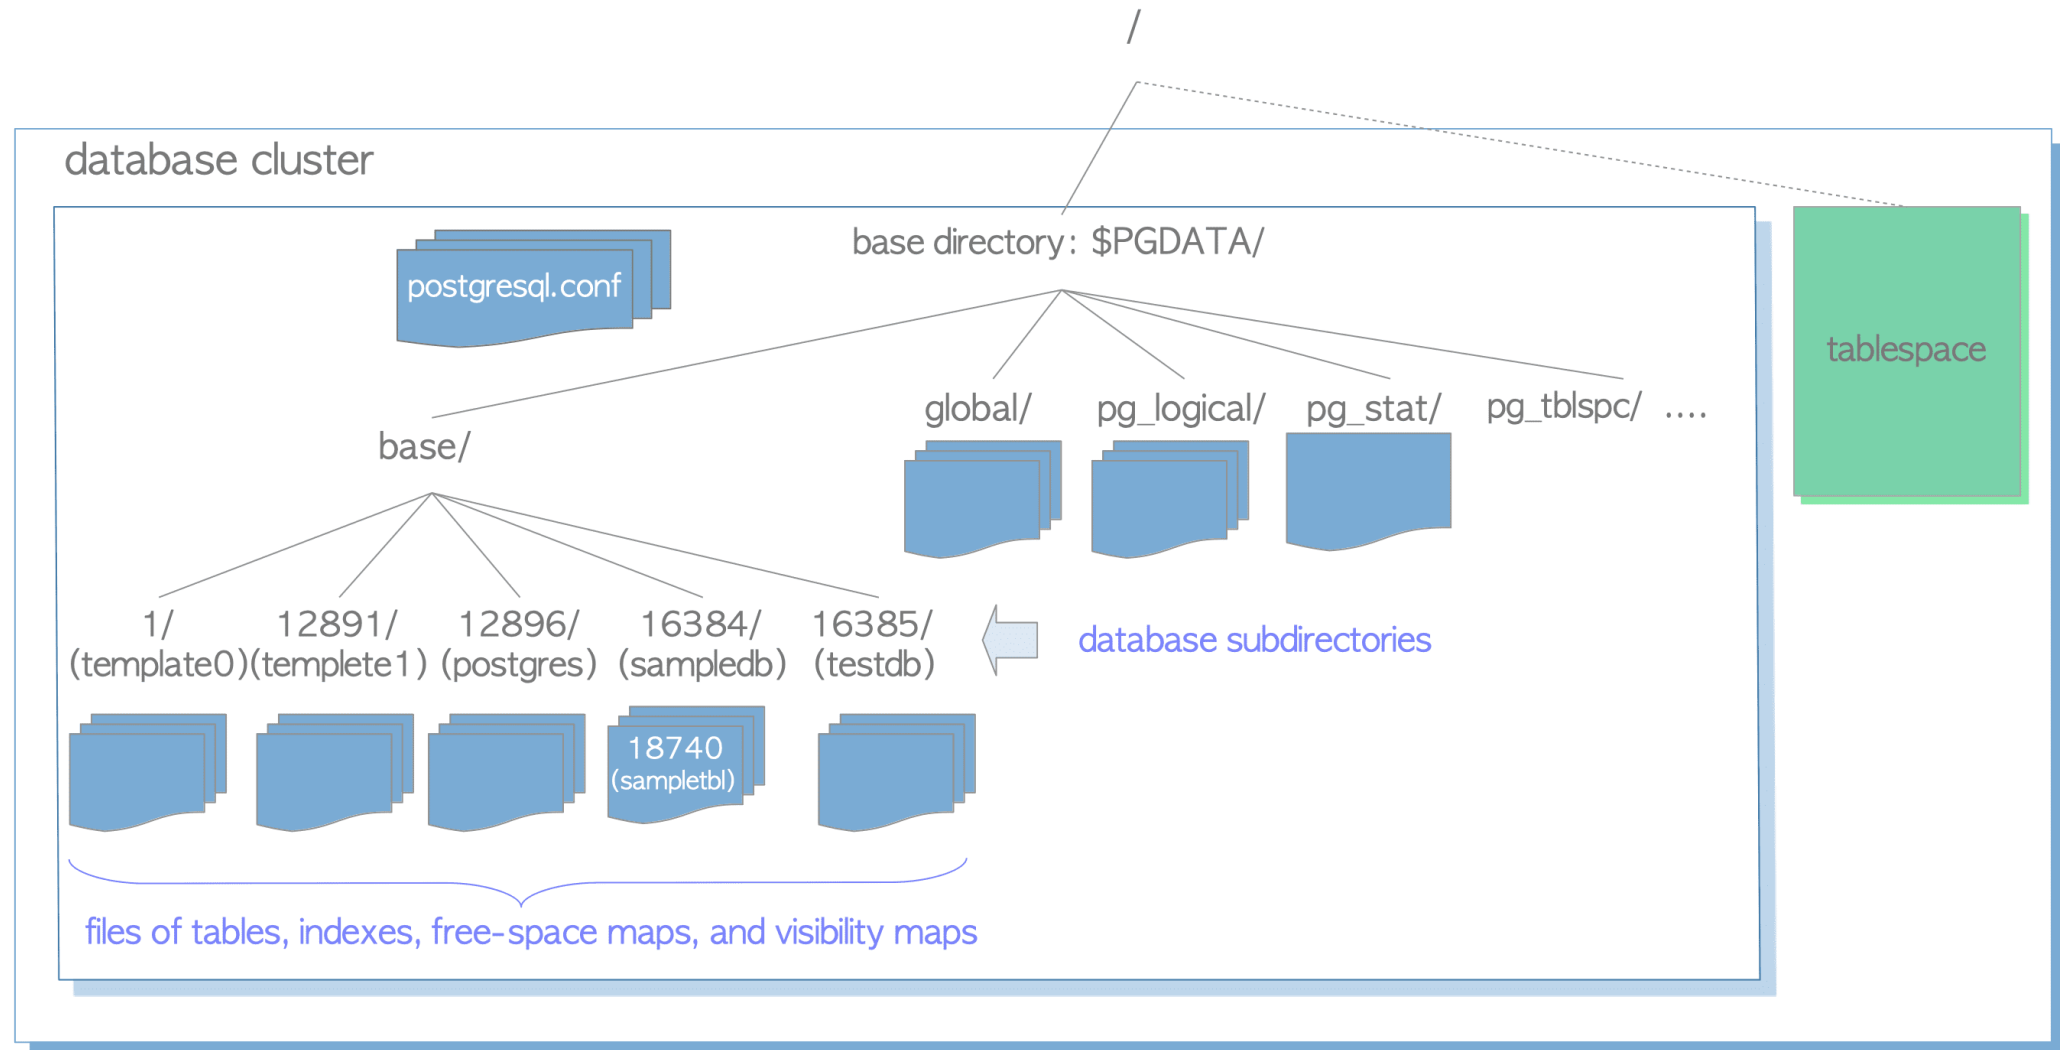 /
database cluster
base directory: $PGDATA/
postgresql.conf
tablespace
global/ pg_logical/ pg_stat/ pg_tblspc/ ....
base/
1/ 12891/ 12896/ 16384/ 16385/
(template0) (templete1) (postgres) (sampledb) (testdb)
database subdirectories
18740
(sampletbl)
files of tables, indexes, free-space maps, and visibility maps